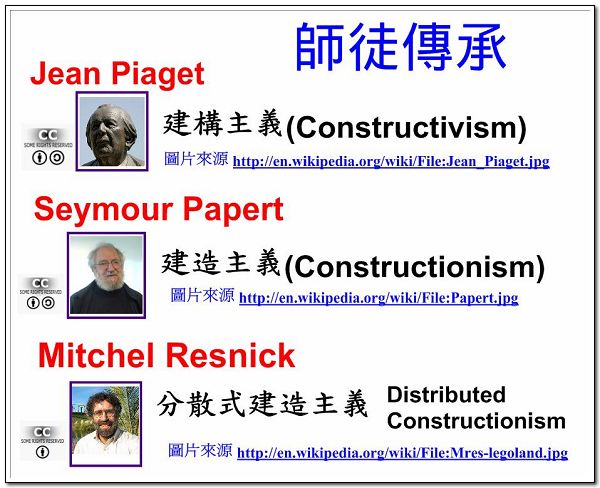 師徒傳承
Jean Piaget
建構主義(Constructivism)
CC
SOME RIGHTS RESERVED
圖片來源 http://en.wikipedia.org/wiki/File:Jean_Piaget.jpg
Seymour Papert
建造主義(Constructionism)
CC
SOME RIGHTS RESERVED
圖片來源 http://en.wikipedia.org/wiki/File:Papert.jpg
Mitchel Resnick
分散式建造主義
Distributed
Constructionism
CC
SOME RIGHTS RESERVED
圖片來源 http://en.wikipedia.org/wiki/File:Mres-legoland.jpg